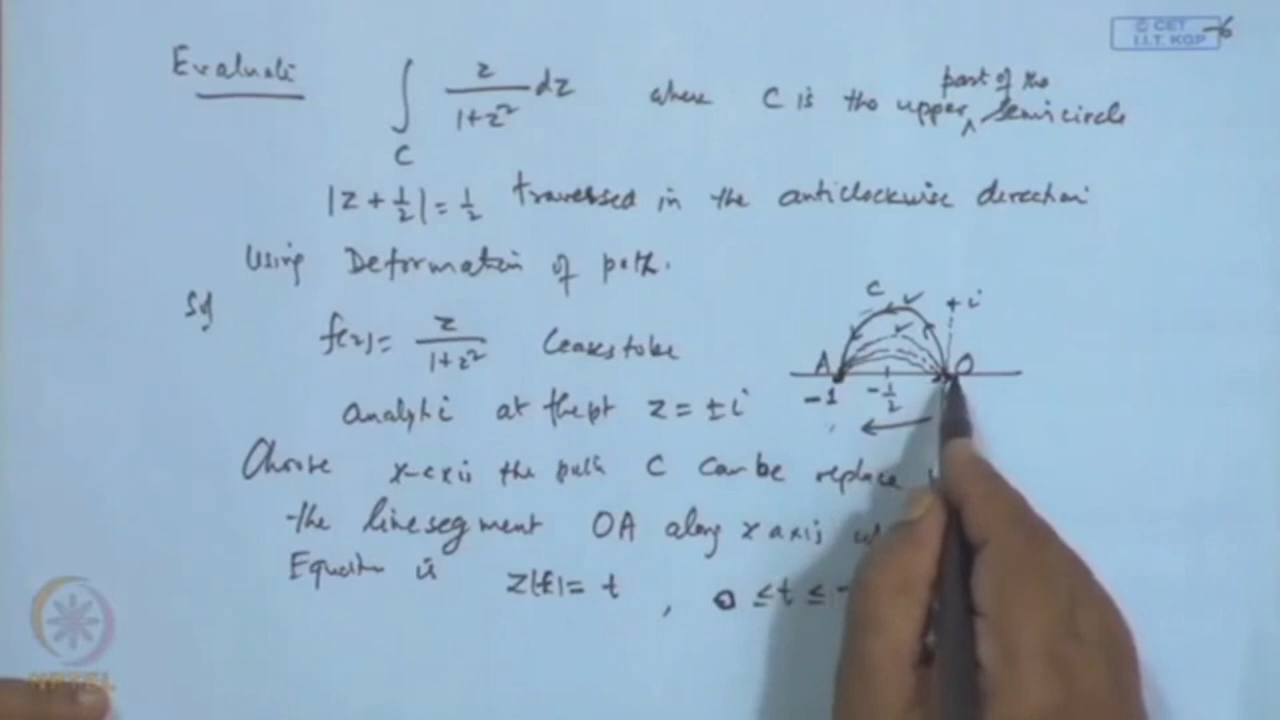 © CET
I.I.T. KGP
Evaluate ∫_C z/(1+z²) dz where C is the upper part of the semicircle
|z + 1/2| = 1/2 traversed in the anticlockwise direction
Using Deformation of path.
Sol
f(z) = z/(1+z²) ceases to be
analytic at the pt z = ±i
Choose x-axis the path C can be replace
the line segment OA along x axis
Equation is z(t) = t , 0 ≤ t ≤ -
C
+i
A
O
-1
-1/2
NPTEL